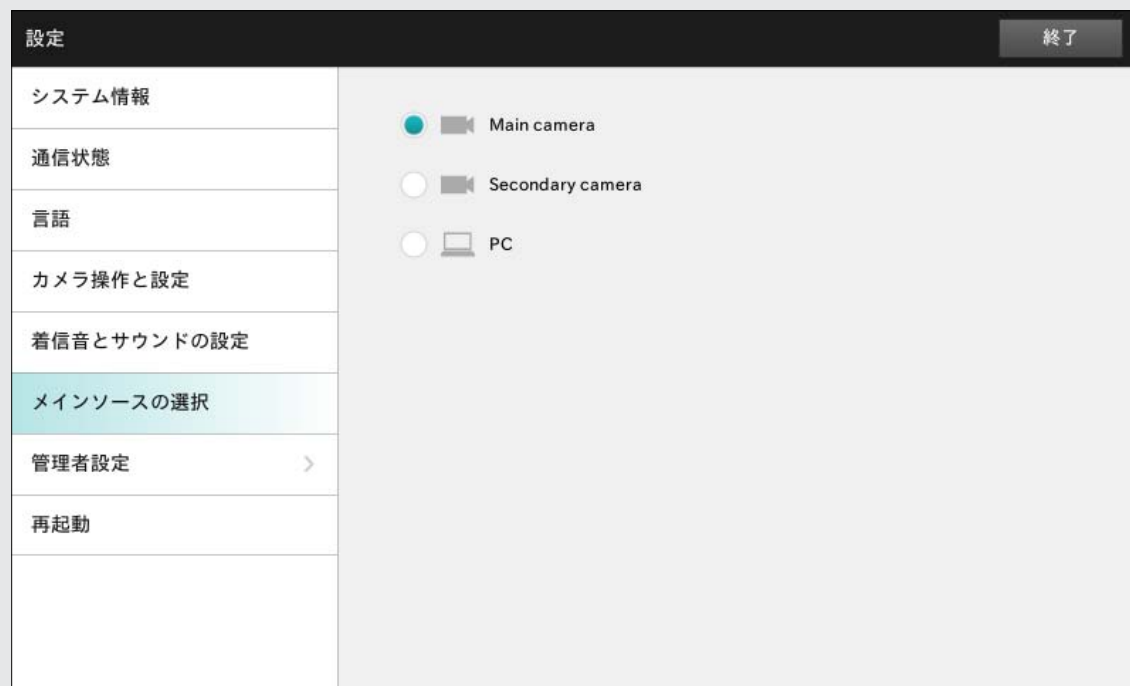 設定
終了
システム情報
通信状態
言語
カメラ操作と設定
着信音とサウンドの設定
メインソースの選択
管理者設定
再起動
Main camera
Secondary camera
PC